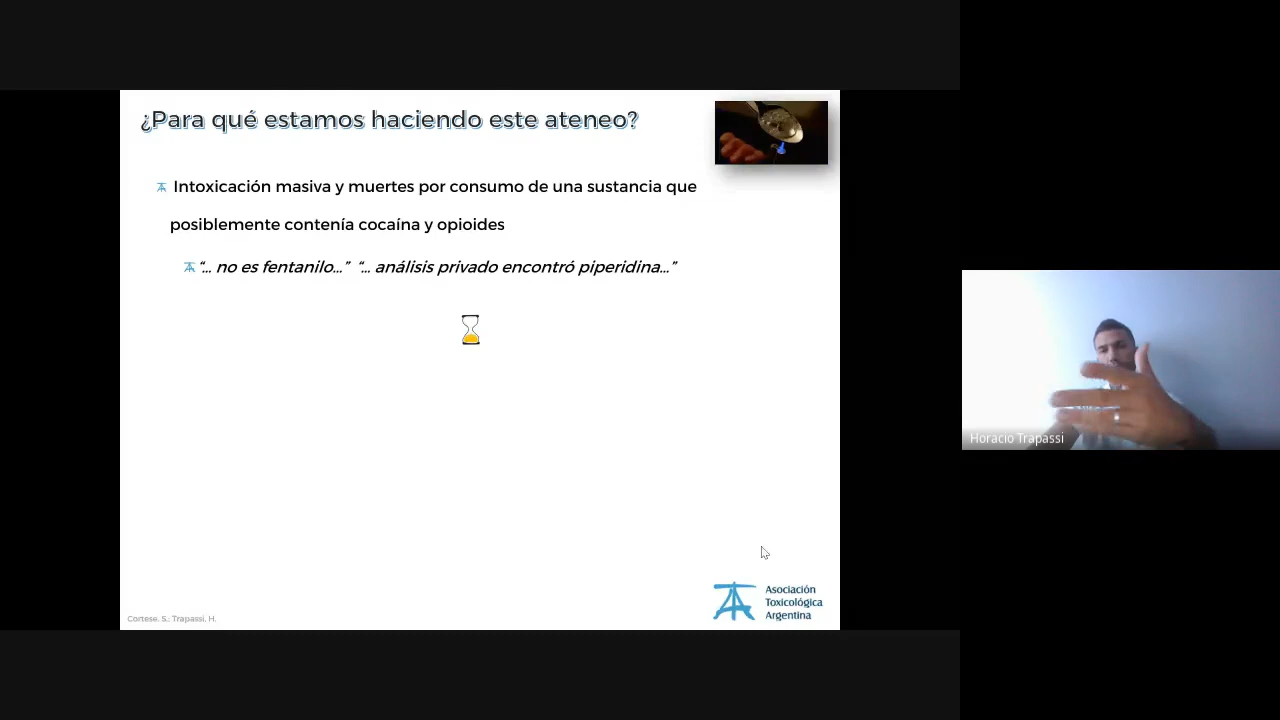 ¿Para qué estamos haciendo este ateneo?
Intoxicación masiva y muertes por consumo de una sustancia que
posiblemente contenía cocaína y opioides
“... no es fentanilo...” “... análisis privado encontró piperidina...”
Horacio Trapassi
Asociación
Toxicológica
Argentina
Cortese. S.; Trapassi, H.